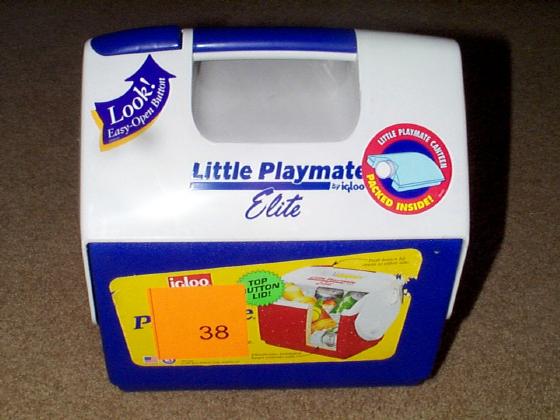 Look!
Easy-Open Button
Little Playmate
by igloo
Elite
LITTLE PLAYMATE CANTEEN
PACKED INSIDE!
igloo
TOP
BUTTON
LID!
38